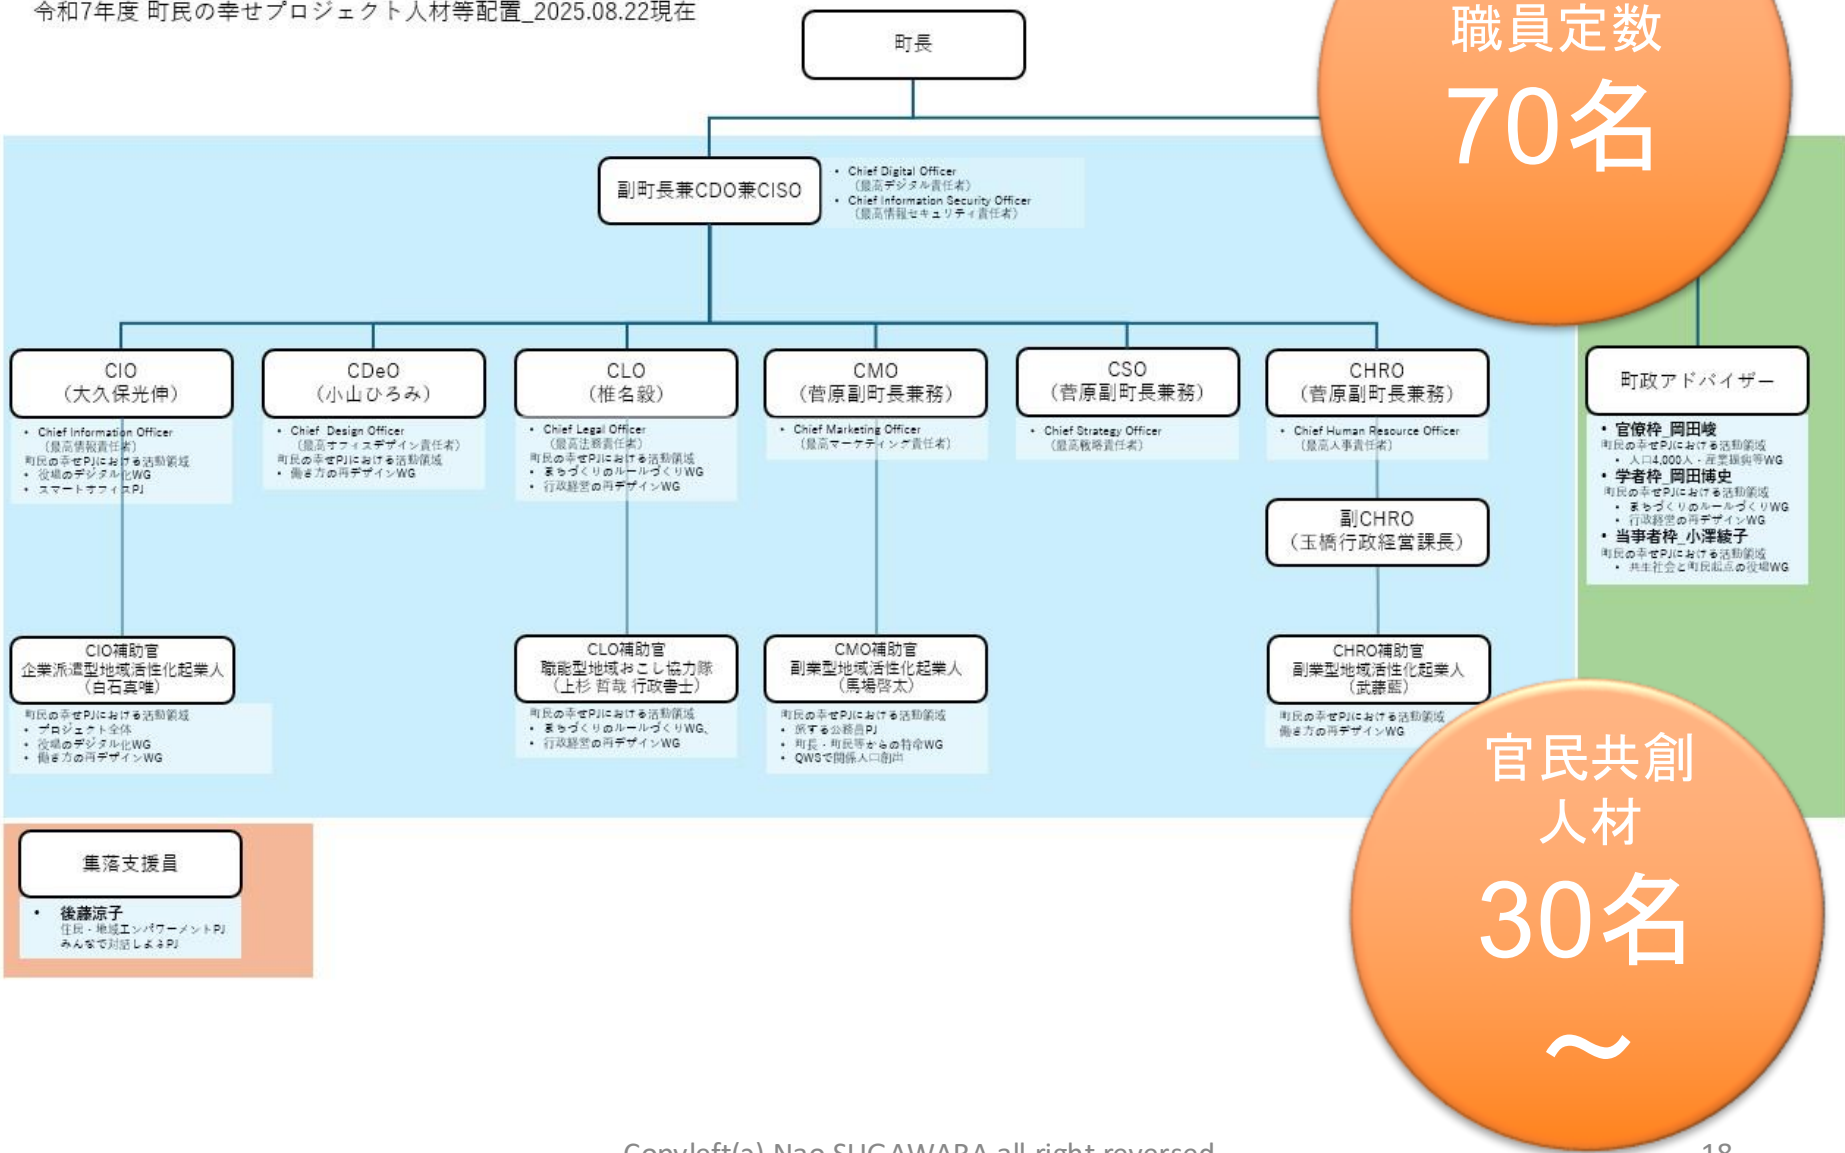 令和7年度 町民の幸せプロジェクト人材等配置_2025.08.22現在
職員定数
70名
町長
副町長兼CDO兼CISO
・ Chief Digital Officer
（最高デジタル責任者）
・ Chief Information Security Officer
（最高情報セキュリティ責任者）
CIO
（大久保光伸）
・ Chief Information Officer
（最高情報責任者）
町民の幸せPJにおける活動領域
・ 役場のデジタル化WG
・ スマートオフィスPJ
CDeO
（小山ひろみ）
・ Chief Design Officer
（最高オフィスデザイン責任者）
町民の幸せPJにおける活動領域
・ 働き方の再デザインWG
CLO
（椎名毅）
・ Chief Legal Officer
（最高法務責任者）
町民の幸せPJにおける活動領域
・ まちづくりのルールづくりWG
・ 行政経営の再デザインWG
CMO
（菅原副町長兼務）
・ Chief Marketing Officer
（最高マーケティング責任者）
CSO
（菅原副町長兼務）
・ Chief Strategy Officer
（最高戦略責任者）
CHRO
（菅原副町長兼務）
・ Chief Human Resource Officer
（最高人事責任者）
副CHRO
（玉橋行政経営課長）
町政アドバイザー
・ 官僚枠_岡田峻
町民の幸せPJにおける活動領域
・ 人口4,000人・産業振興等WG
・ 学者枠_岡田博史
町民の幸せPJにおける活動領域
・ まちづくりのルールづくりWG
・ 行政経営の再デザインWG
・ 当事者枠_小澤綾子
町民の幸せPJにおける活動領域
・ 共生社会と町民起点の役場WG
CIO補助官
企業派遣型地域活性化起業人
（白石真唯）
町民の幸せPJにおける活動領域
・ プロジェクト全体
・ 役場のデジタル化WG
・ 働き方の再デザインWG
CLO補助官
職能型地域おこし協力隊
（上杉 哲哉 行政書士）
町民の幸せPJにおける活動領域
・ まちづくりのルールづくりWG、
・ 行政経営の再デザインWG
CMO補助官
副業型地域活性化起業人
（馬場啓太）
町民の幸せPJにおける活動領域
・ 旅する公務員PJ
・ 町長・町民等からの特命WG
・ QWSで関係人口創出
CHRO補助官
副業型地域活性化起業人
（武藤藍）
町民の幸せPJにおける活動領域
働き方の再デザインWG
官民共創
人材
30名
～
集落支援員
・ 後藤涼子
住民・地域エンパワーメントPJ
みんなで対話しよまPJ
Copyleft(ɔ) Nao SUGAWARA all right reversed
18